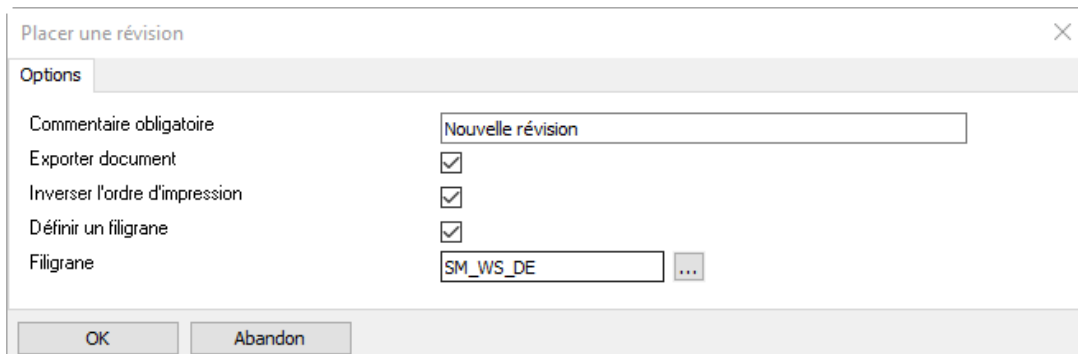 Placer une révision
Options
Commentaire obligatoire
Nouvelle révision
Exporter document
Inverser l'ordre d'impression
Définir un filigrane
Filigrane
SM_WS_DE
...
OK
Abandon